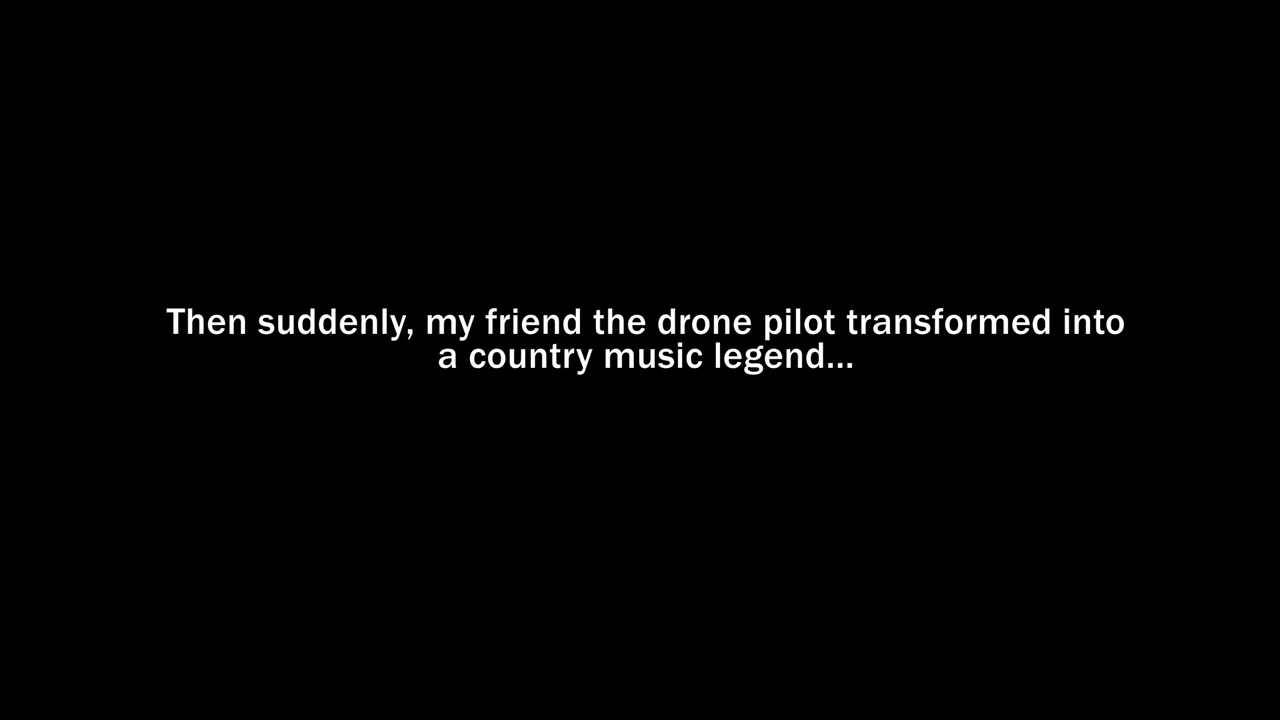 Then suddenly, my friend the drone pilot transformed into
a country music legend...